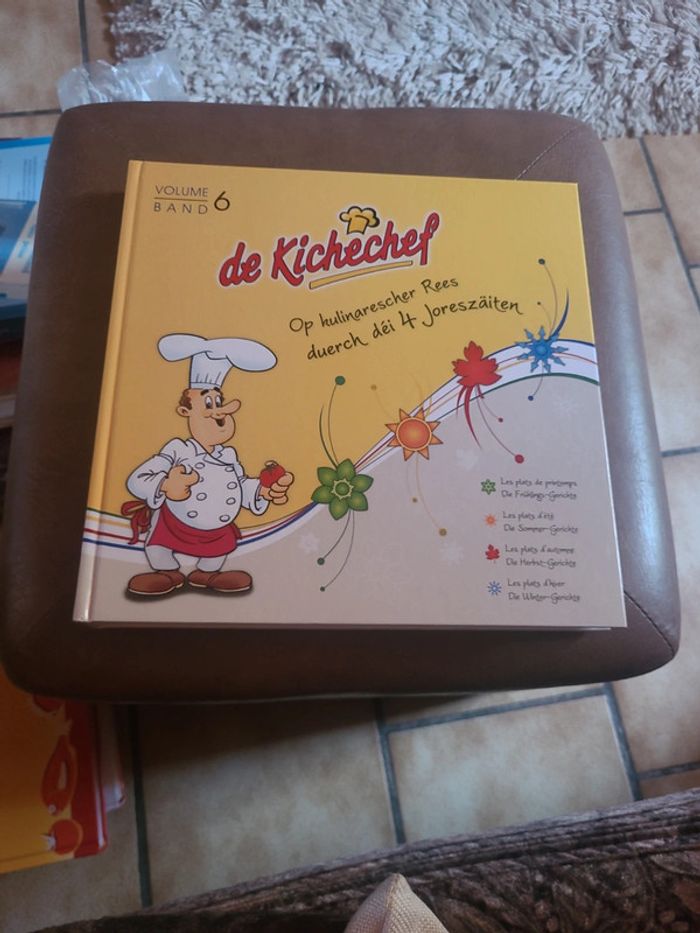 VOLUME
BAND 6
de Kichechef
Op kulinarescher Rees
duerch déi 4 Joreszäiten
Les plats de printemps
Die Frühlings-Gerichte
Les plats d'été
Die Sommer-Gerichte
Les plats d'automne
Die Herbst-Gerichte
Les plats d'hiver
Die Winter-Gerichte